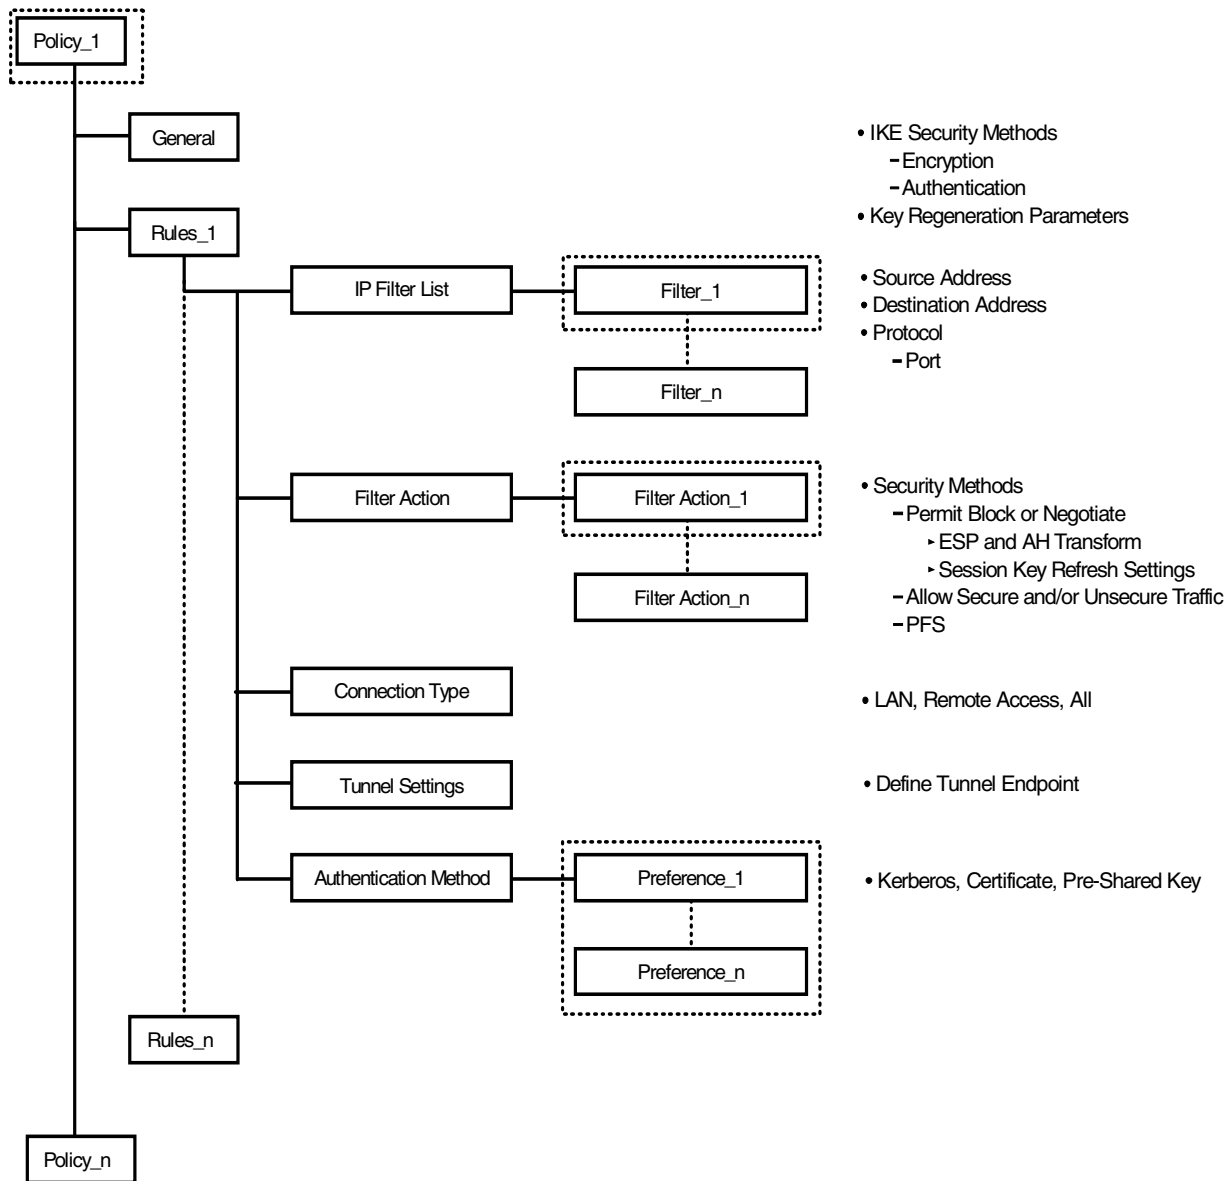 Policy_1
General
• IKE Security Methods
– Encryption
– Authentication
• Key Regeneration Parameters
Rules_1
IP Filter List
Filter_1
• Source Address
• Destination Address
• Protocol
– Port
Filter_n
Filter Action
Filter Action_1
• Security Methods
– Permit Block or Negotiate
▸ ESP and AH Transform
▸ Session Key Refresh Settings
– Allow Secure and/or Unsecure Traffic
– PFS
Filter Action_n
Connection Type
• LAN, Remote Access, All
Tunnel Settings
• Define Tunnel Endpoint
Authentication Method
Preference_1
• Kerberos, Certificate, Pre-Shared Key
Preference_n
Rules_n
Policy_n